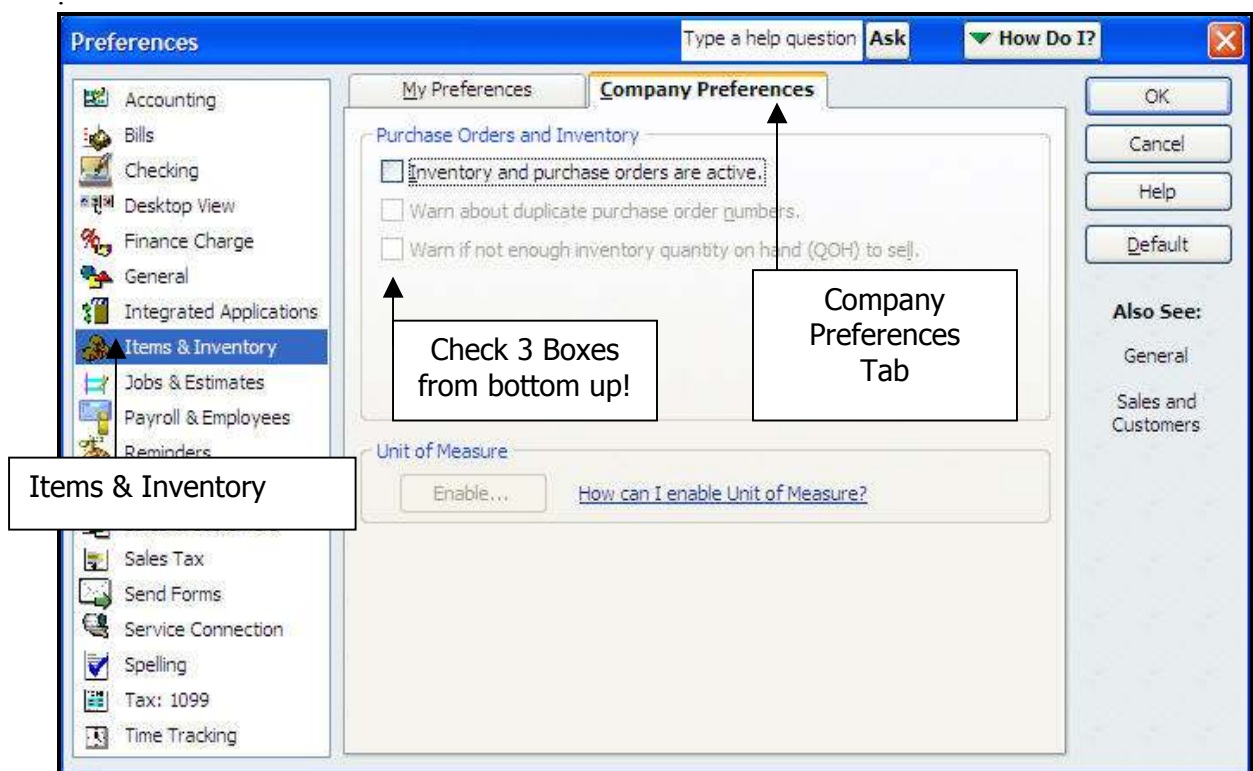 .
Preferences
Type a help question Ask
How Do I?
Accounting
Bills
Checking
Desktop View
Finance Charge
General
Integrated Applications
Items & Inventory
Jobs & Estimates
Payroll & Employees
Reminders
Sales Tax
Send Forms
Service Connection
Spelling
Tax: 1099
Time Tracking
Items & Inventory
My Preferences
Company Preferences
Purchase Orders and Inventory
Inventory and purchase orders are active.
Warn about duplicate purchase order numbers.
Warn if not enough inventory quantity on hand (QOH) to sell.
Check 3 Boxes
from bottom up!
Company
Preferences
Tab
Unit of Measure
Enable...
How can I enable Unit of Measure?
OK
Cancel
Help
Default
Also See:
General
Sales and
Customers